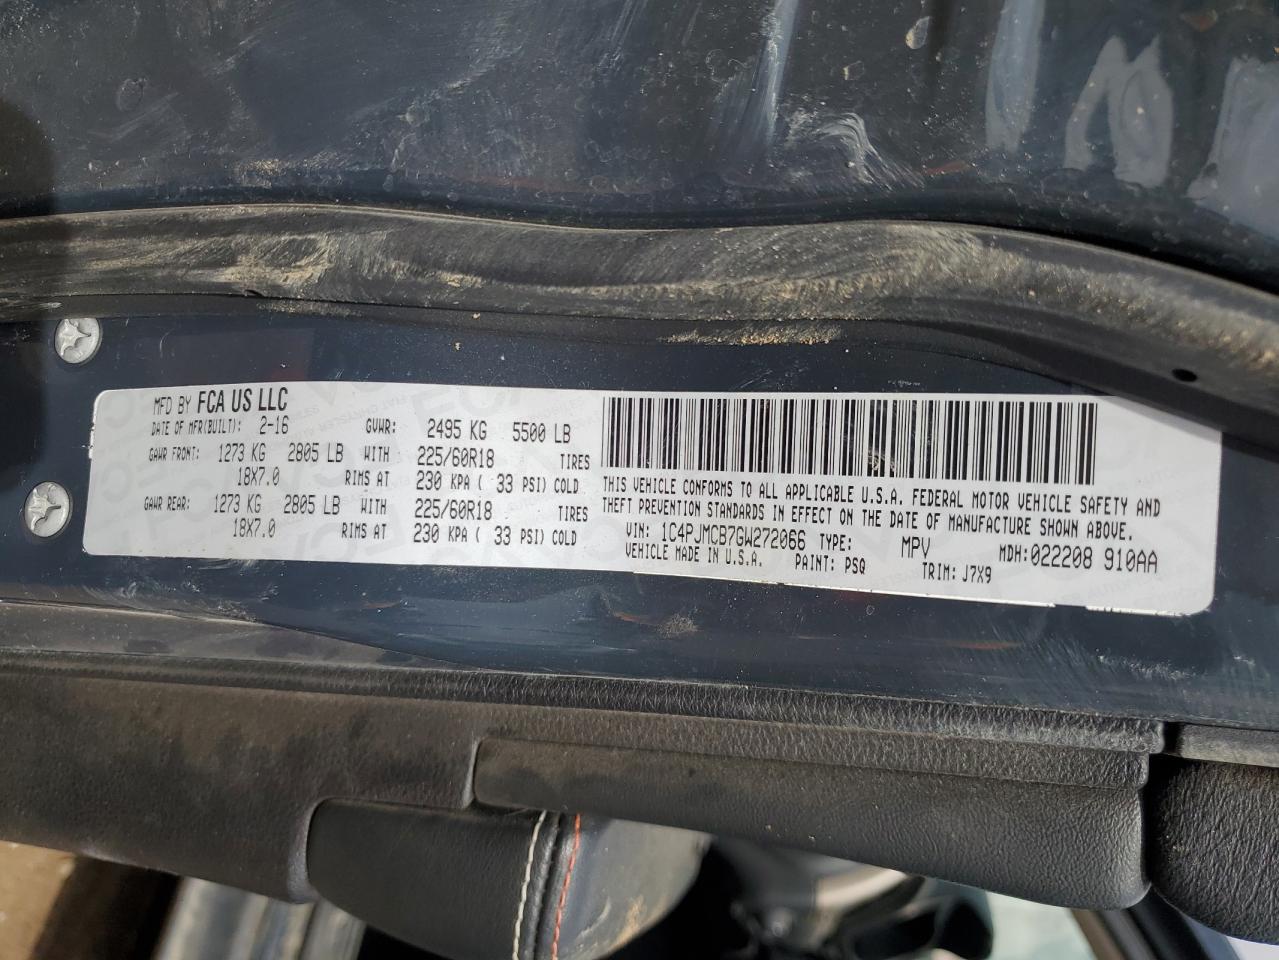 MFD BY FCA US LLC
DATE OF MFR(BUILT): 2-16 GVWR: 2495 KG 5500 LB
GAWR FRONT: 1273 KG 2805 LB WITH 225/60R18 TIRES
18X7.0 RIMS AT 230 KPA ( 33 PSI) COLD
GAWR REAR: 1273 KG 2805 LB WITH 225/60R18 TIRES
18X7.0 RIMS AT 230 KPA ( 33 PSI) COLD
THIS VEHICLE CONFORMS TO ALL APPLICABLE U.S.A. FEDERAL MOTOR VEHICLE SAFETY AND
THEFT PREVENTION STANDARDS IN EFFECT ON THE DATE OF MANUFACTURE SHOWN ABOVE.
VIN: 1C4PJMCB7GW272066 TYPE: MPV MDH: 022208 910AA
VEHICLE MADE IN U.S.A. PAINT: PSQ TRIM: J7X9